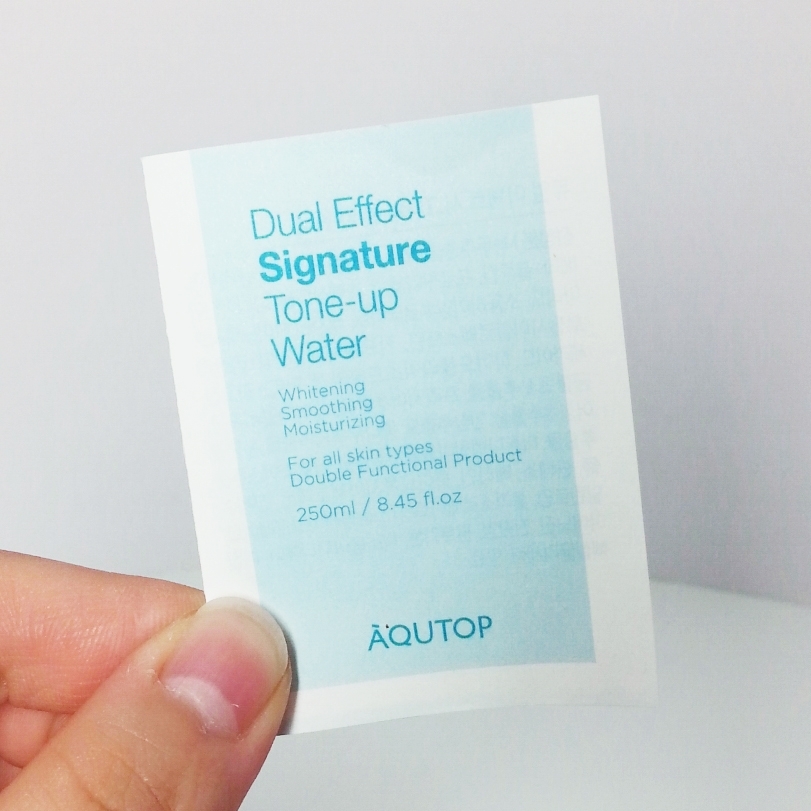 Dual Effect
Signature
Tone-up
Water
Whitening
Smoothing
Moisturizing
For all skin types
Double Functional Product
250ml / 8.45 fl.oz
ĀQUTOP